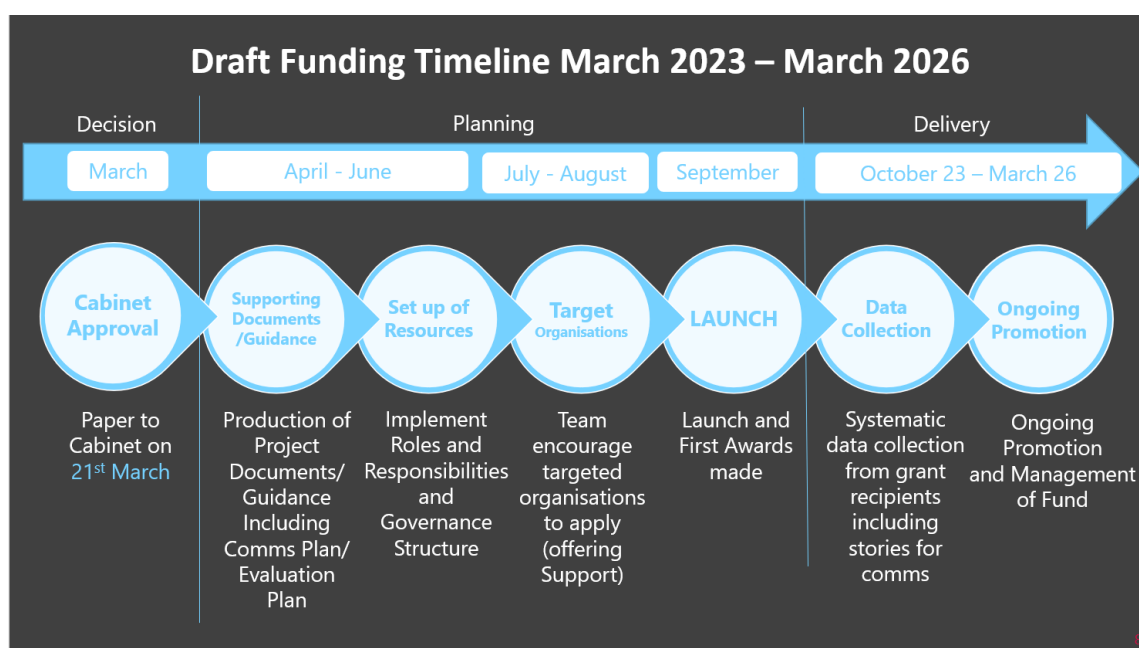 Draft Funding Timeline March 2023 – March 2026
Decision
Planning
Delivery
March
April - June
July - August
September
October 23 – March 26
Cabinet
Approval
Supporting
Documents
/Guidance
Set up of
Resources
Target
Organisations
LAUNCH
Data
Collection
Ongoing
Promotion
Paper to
Cabinet on
21st March
Production of
Project
Documents/
Guidance
Including
Comms Plan/
Evaluation
Plan
Implement
Roles and
Responsibilities
and
Governance
Structure
Team
encourage
targeted
organisations
to apply
(offering
Support)
Launch and
First Awards
made
Systematic
data collection
from grant
recipients
including
stories for
comms
Ongoing
Promotion
and Management
of Fund